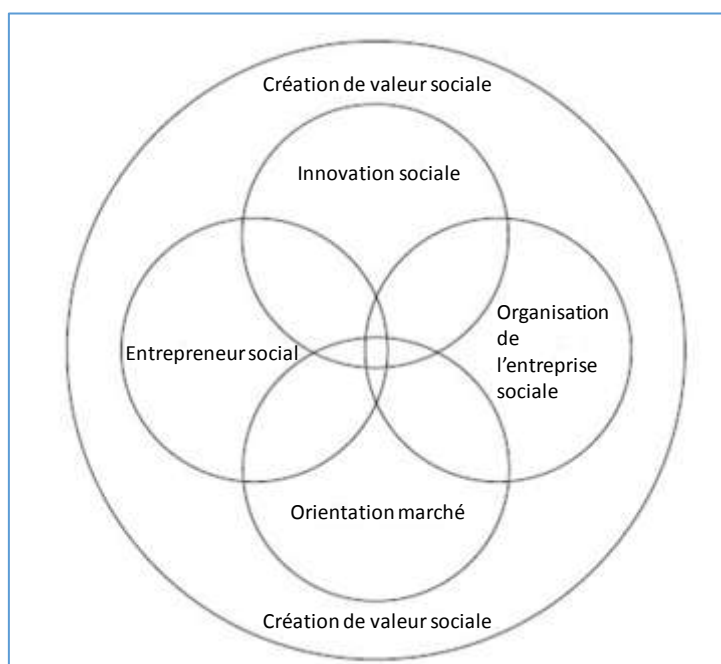 Création de valeur sociale
Innovation sociale
Entrepreneur social
Organisation
de
l'entreprise
sociale
Orientation marché
Création de valeur sociale